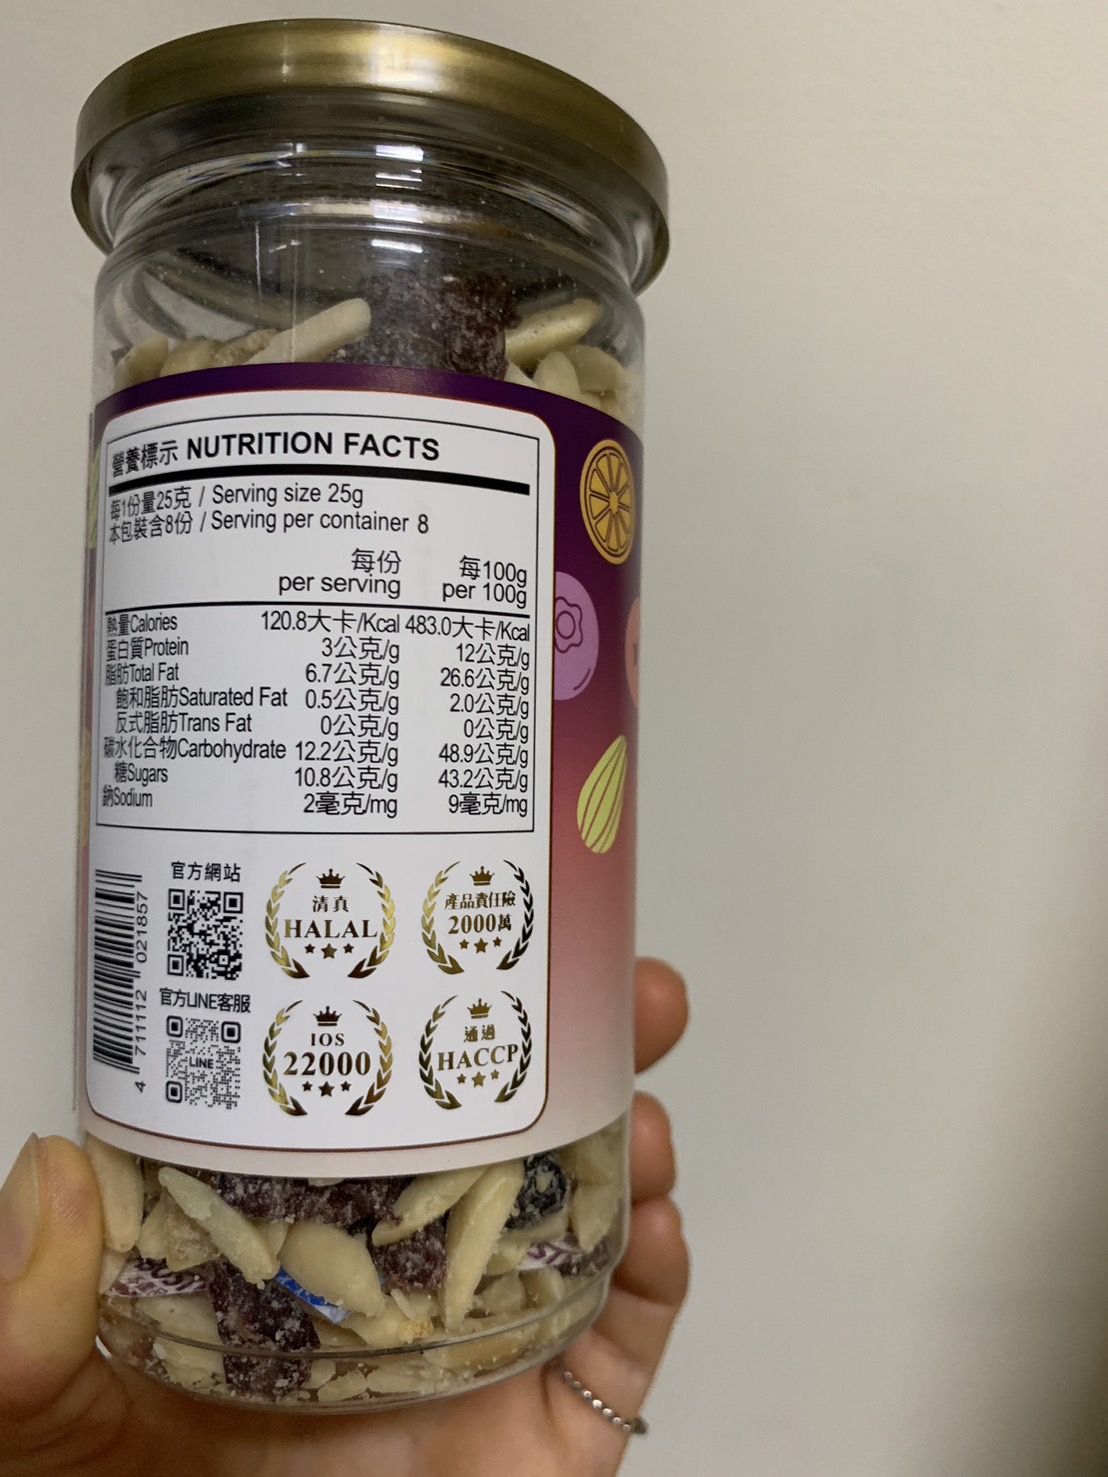 營養標示 NUTRITION FACTS
每1份量25克 / Serving size 25g
本包裝含8份 / Serving per container 8
每份 每100g
per serving per 100g
熱量Calories 120.8大卡/Kcal 483.0大卡/Kcal
蛋白質Protein 3公克/g 12公克/g
脂肪Total Fat 6.7公克/g 26.6公克/g
飽和脂肪Saturated Fat 0.5公克/g 2.0公克/g
反式脂肪Trans Fat 0公克/g 0公克/g
碳水化合物Carbohydrate 12.2公克/g 48.9公克/g
糖Sugars 10.8公克/g 43.2公克/g
鈉Sodium 2毫克/mg 9毫克/mg
4 711112 021857
官方網站
官方LINE客服
LINE
清真
HALAL
產品責任險
2000萬
IOS
22000
通過
HACCP